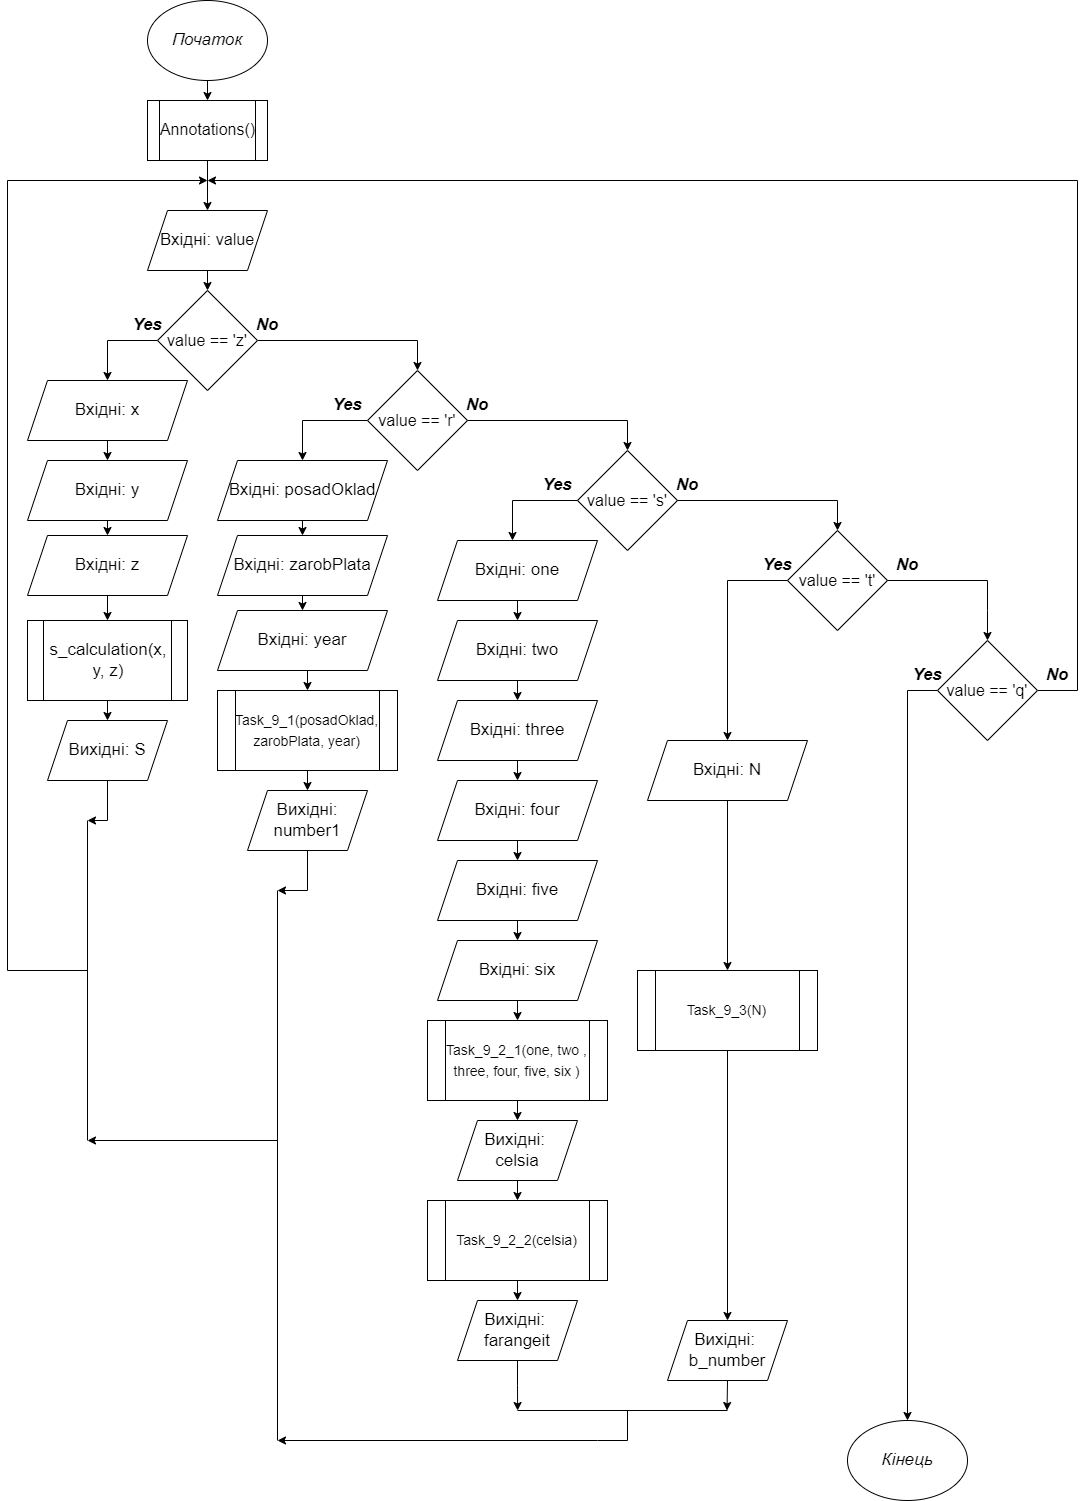 Початок
Annotations()
Вхідні: value
value == 'z'
Yes
No
Вхідні: x
Вхідні: y
Вхідні: z
s_calculation(x,
y, z)
Вихідні: S
value == 'r'
Yes
No
Вхідні: posadOklad
Вхідні: zarobPlata
Вхідні: year
Task_9_1(posadOklad,
zarobPlata, year)
Вихідні:
number1
value == 's'
Yes
No
Вхідні: one
Вхідні: two
Вхідні: three
Вхідні: four
Вхідні: five
Вхідні: six
Task_9_2_1(one, two ,
three, four, five, six )
Вихідні:
celsia
Task_9_2_2(celsia)
Вихідні:
farangeit
value == 't'
Yes
No
Вхідні: N
Task_9_3(N)
Вихідні:
b_number
value == 'q'
Yes
No
Кінець